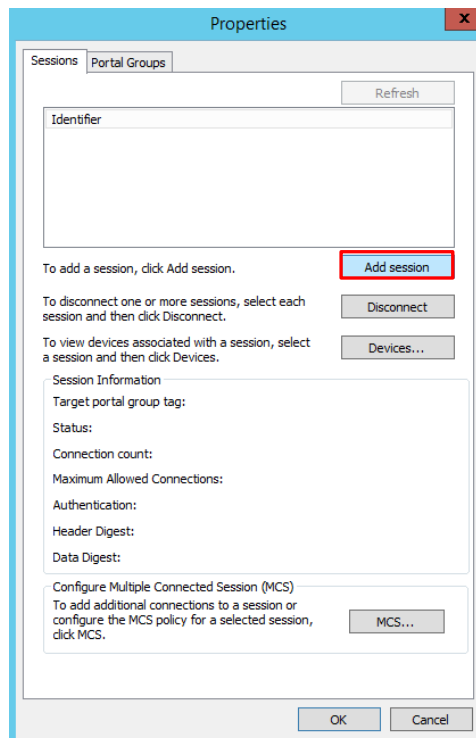 Properties
x
Sessions
Portal Groups
Refresh
Identifier
To add a session, click Add session.
Add session
To disconnect one or more sessions, select each
session and then click Disconnect.
Disconnect
To view devices associated with a session, select
a session and then click Devices.
Devices...
Session Information
Target portal group tag:
Status:
Connection count:
Maximum Allowed Connections:
Authentication:
Header Digest:
Data Digest:
Configure Multiple Connected Session (MCS)
To add additional connections to a session or
configure the MCS policy for a selected session,
click MCS.
MCS...
OK
Cancel